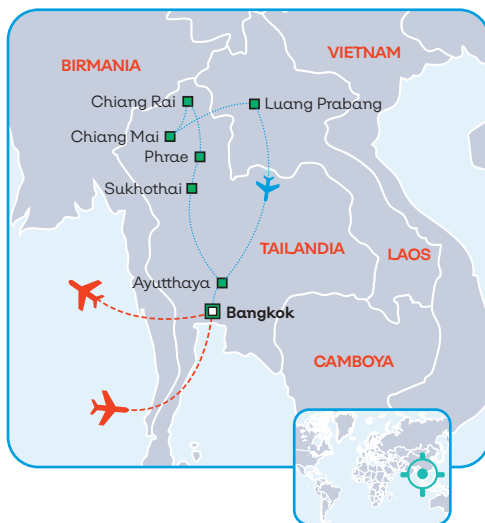 VIETNAM
BIRMANIA
Chiang Rai
Luang Prabang
Chiang Mai
Phrae
Sukhothai
TAILANDIA
LAOS
Ayutthaya
Bangkok
CAMBOYA